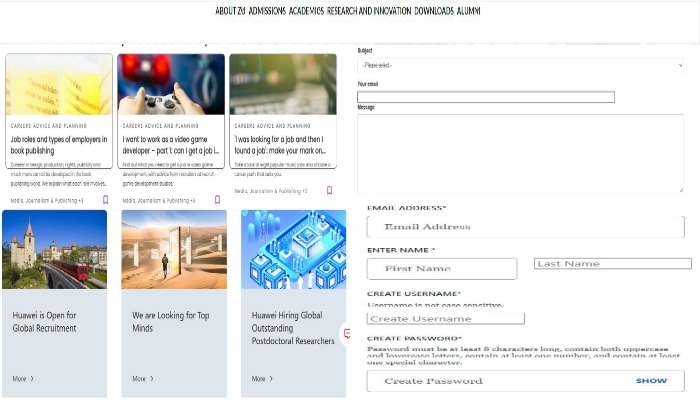 ABOUT ZU ADMISSIONS ACADEMICS RESEARCH AND INNOVATION DOWNLOADS ALUMNI
CAREERS ADVICE AND PLANNING
Job roles and types of employers in
book publishing
Careers in design, production, rights, publicity and
much more can all be developed in the book
publishing world. We explain what each role involves.
Media, Journalism & Publishing +3
CAREERS ADVICE AND PLANNING
I want to work as a video game
developer – part 1: can I get a job i...
Find out what you need to get a job in video game
development, with advice from recruiters at two UK
game development studios.
Media, Journalism & Publishing +3
CAREERS ADVICE AND PLANNING
'I was looking for a job and then I
found a job': make your mark on...
Take a look at eight popular music jobs and choose a
career path that suits you.
Media, Journalism & Publishing +3
Huawei is Open for
Global Recruitment
More >
We are Looking for Top
Minds
More >
Huawei Hiring Global
Outstanding
Postdoctoral Researchers
More >
Subject
--Please select--
Your email
Message
EMAIL ADDRESS*
Email Address
ENTER NAME *
First Name
Last Name
CREATE USERNAME*
Username is not case sensitive.
Create Username
CREATE PASSWORD*
Password must be at least 8 characters long, contain both uppercase
and lowercase letters, contain at least one number, and contain at least
one special character.
Create Password
SHOW